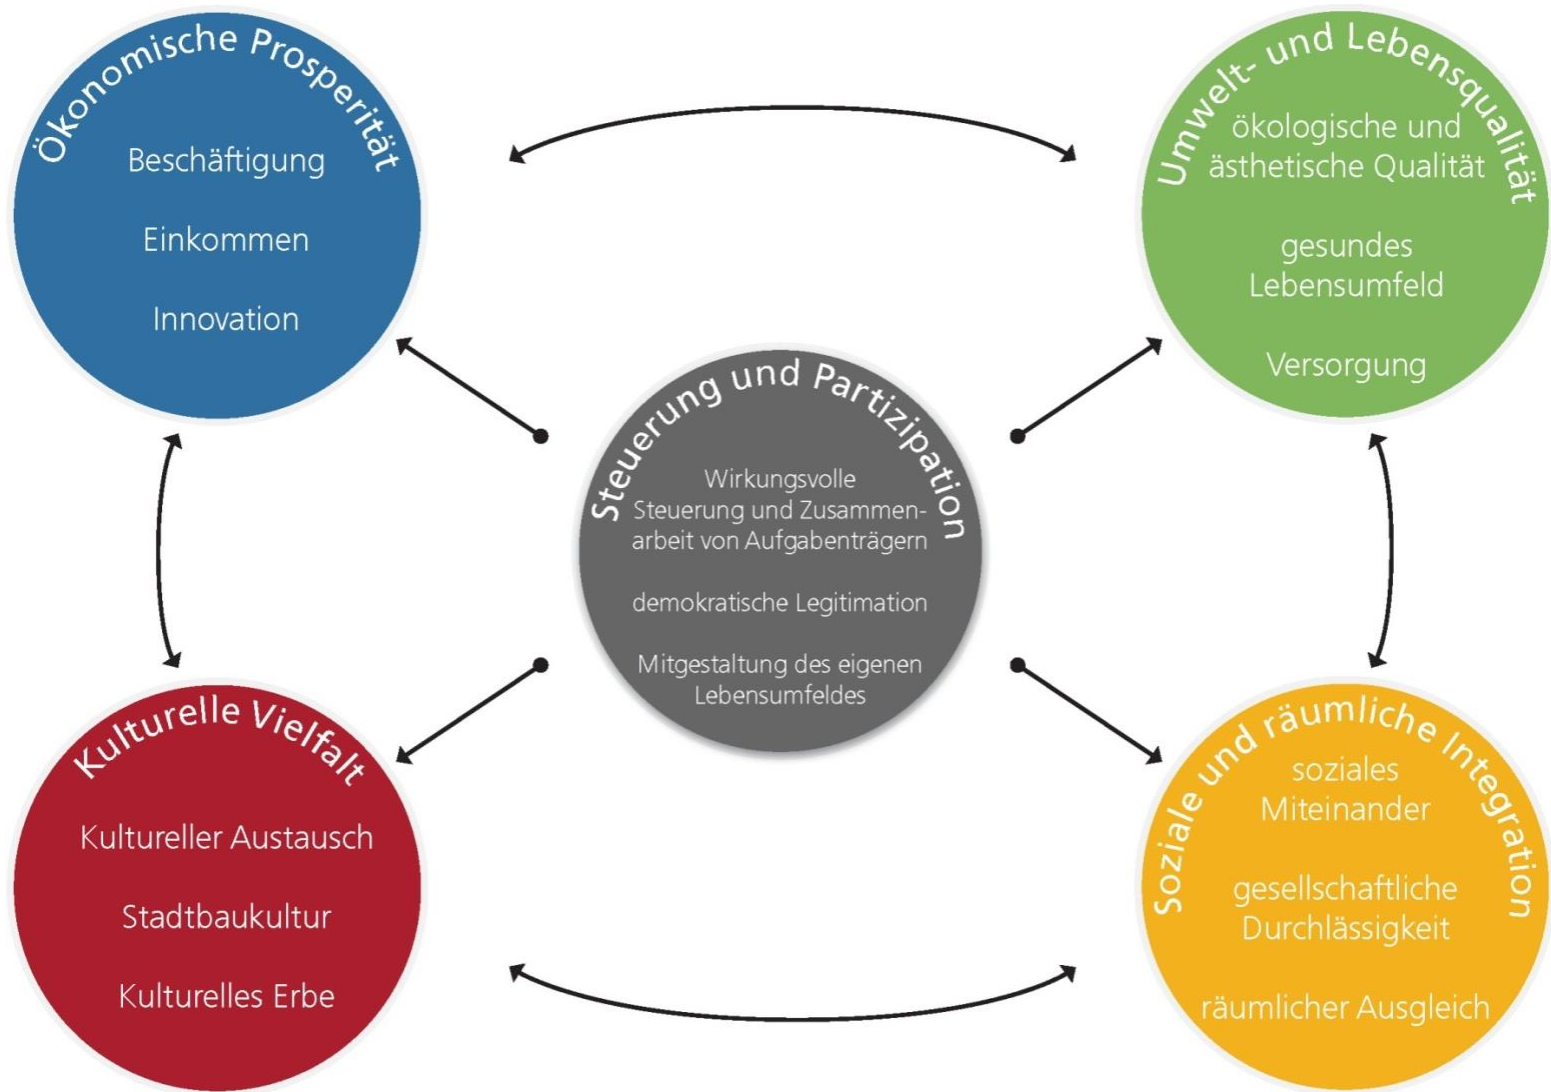 Ökonomische Prosperität
Beschäftigung
Einkommen
Innovation
Umwelt- und Lebensqualität
ökologische und
ästhetische Qualität
gesundes
Lebensumfeld
Versorgung
Steuerung und Partizipation
Wirkungsvolle
Steuerung und Zusammen-
arbeit von Aufgabenträgern
demokratische Legitimation
Mitgestaltung des eigenen
Lebensumfeldes
Kulturelle Vielfalt
Kultureller Austausch
Stadtbaukultur
Kulturelles Erbe
Soziale und räumliche Integration
soziales
Miteinander
gesellschaftliche
Durchlässigkeit
räumlicher Ausgleich